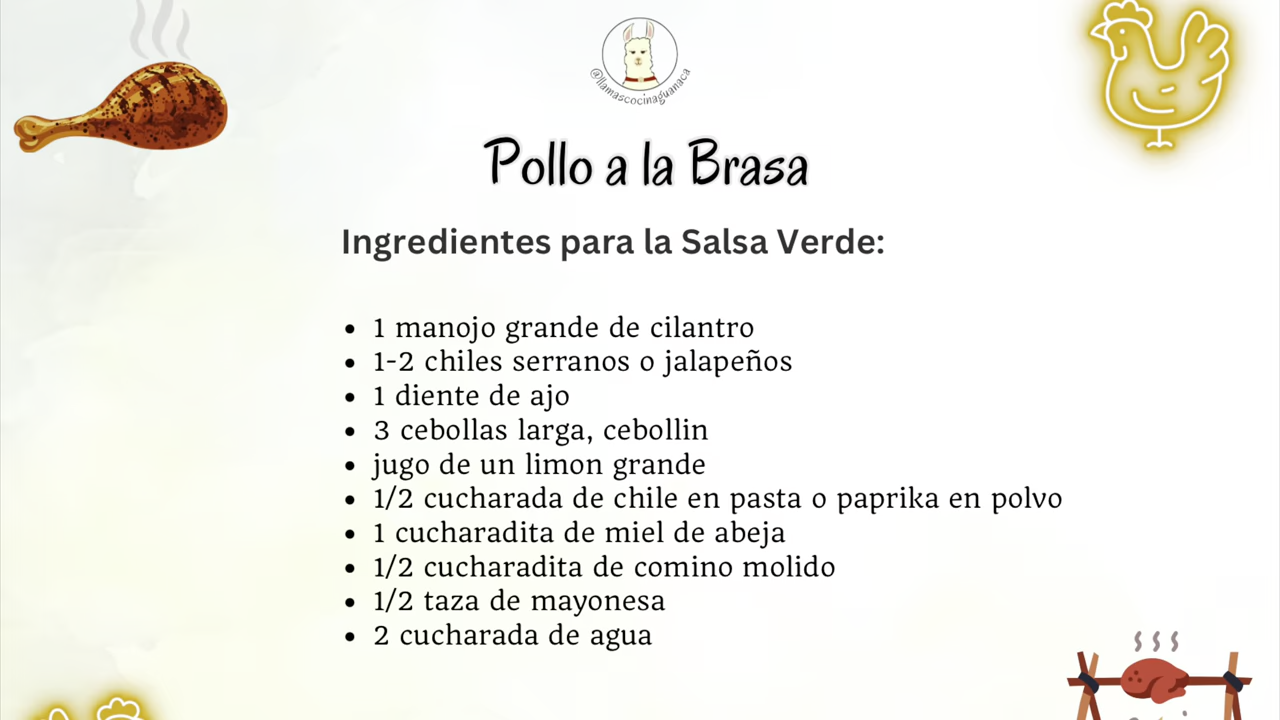 @llamascocinaguanaca
Pollo a la Brasa
Ingredientes para la Salsa Verde:
• 1 manojo grande de cilantro
• 1-2 chiles serranos o jalapeños
• 1 diente de ajo
• 3 cebollas larga, cebollin
• jugo de un limon grande
• 1/2 cucharada de chile en pasta o paprika en polvo
• 1 cucharadita de miel de abeja
• 1/2 cucharadita de comino molido
• 1/2 taza de mayonesa
• 2 cucharada de agua